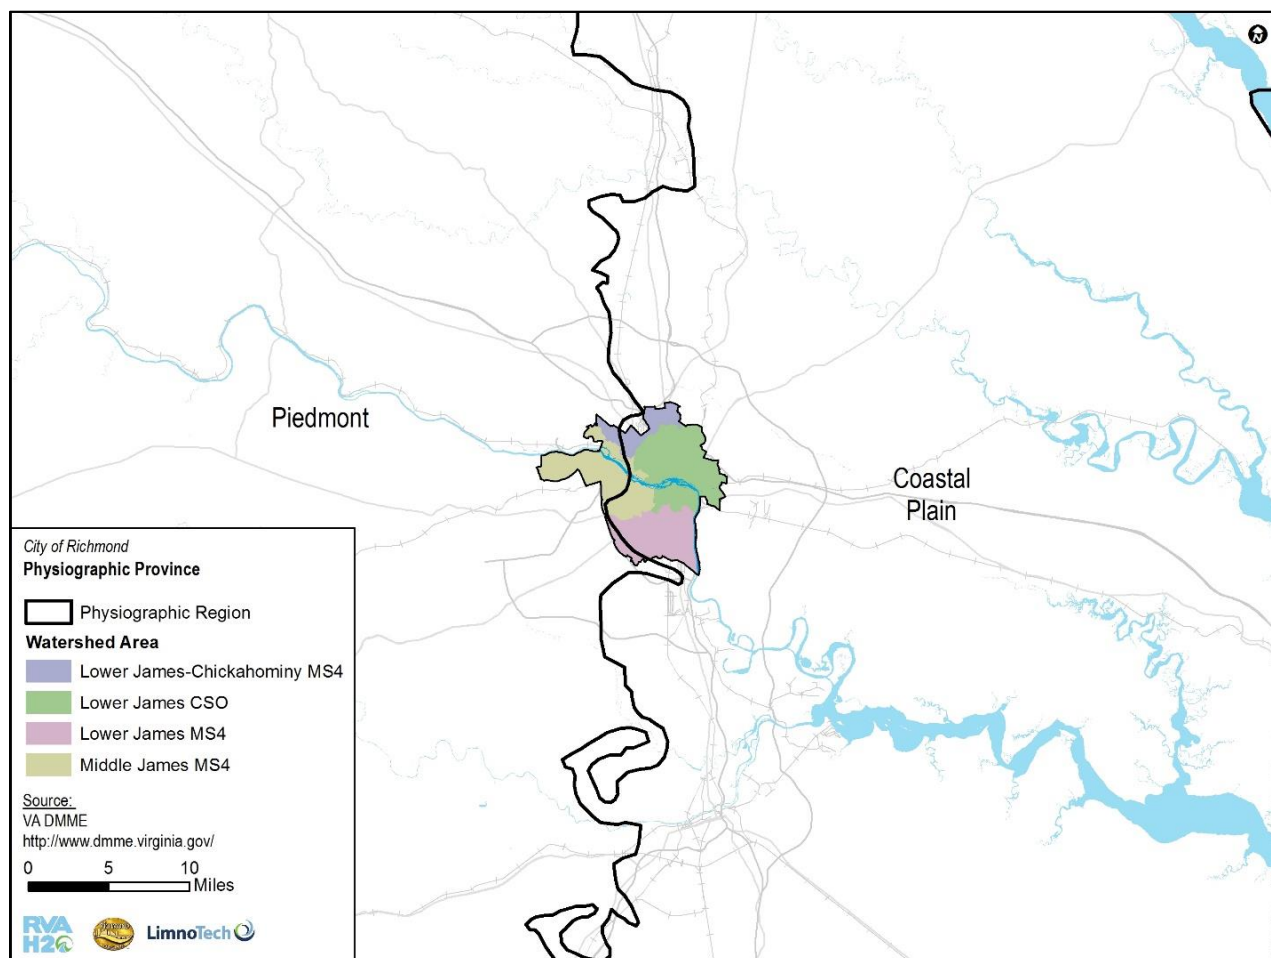 N
Piedmont
Coastal
Plain
City of Richmond
Physiographic Province
Physiographic Region
Watershed Area
Lower James-Chickahominy MS4
Lower James CSO
Lower James MS4
Middle James MS4
Source:
VA DMME
http://www.dmme.virginia.gov/
0 5 10
Miles
RVA
H2O
LimnoTech